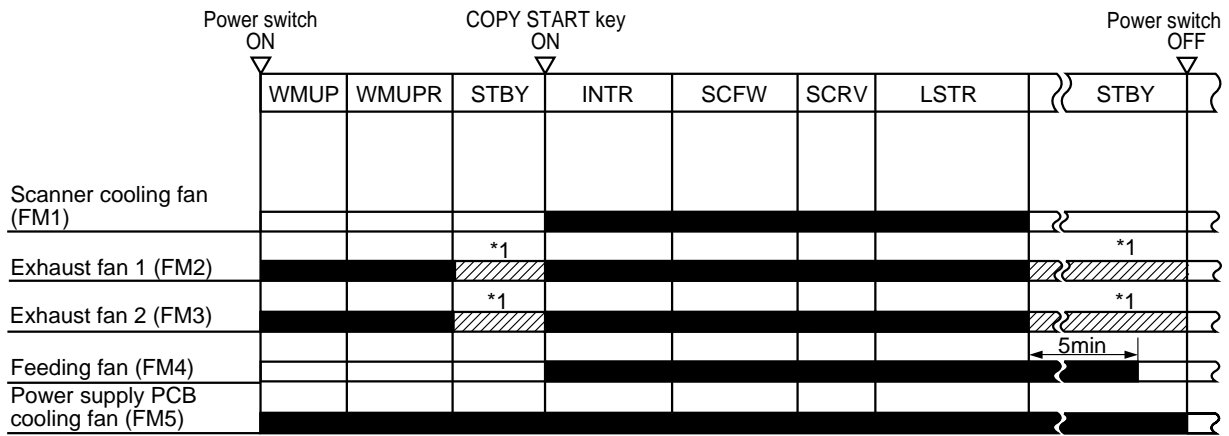 Power switch
ON
COPY START key
ON
Power switch
OFF
WMUP WMUPR STBY INTR SCFW SCRV LSTR STBY
Scanner cooling fan
(FM1)
*1 *1
Exhaust fan 1 (FM2)
*1 *1
Exhaust fan 2 (FM3)
5min
Feeding fan (FM4)
Power supply PCB
cooling fan (FM5)